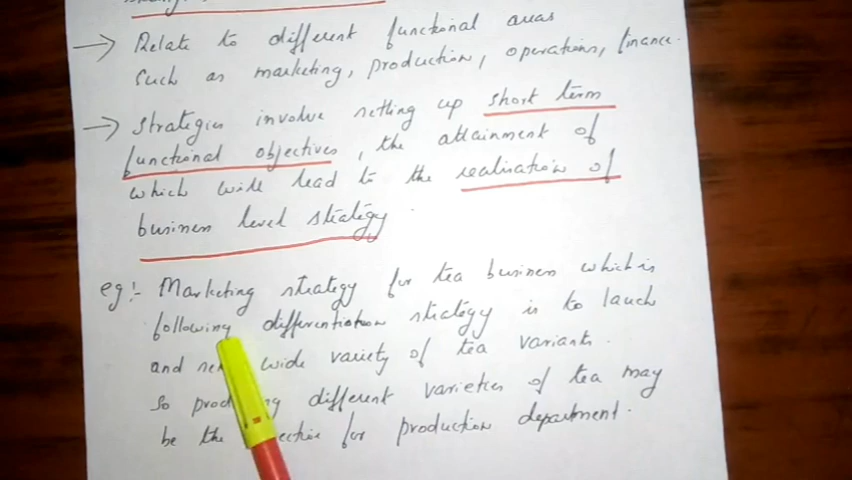 → Relate to different functional areas
such as marketing, production, operations, finance.
→ Strategies involve setting up short term
functional objectives, the attainment of
which will lead to the realisation of
business level strategy.
eg:- Marketing strategy for tea business which is
following differentiation strategy is to lauch
and wide variety of tea variants.
So different varieties of tea may
be the for production department.